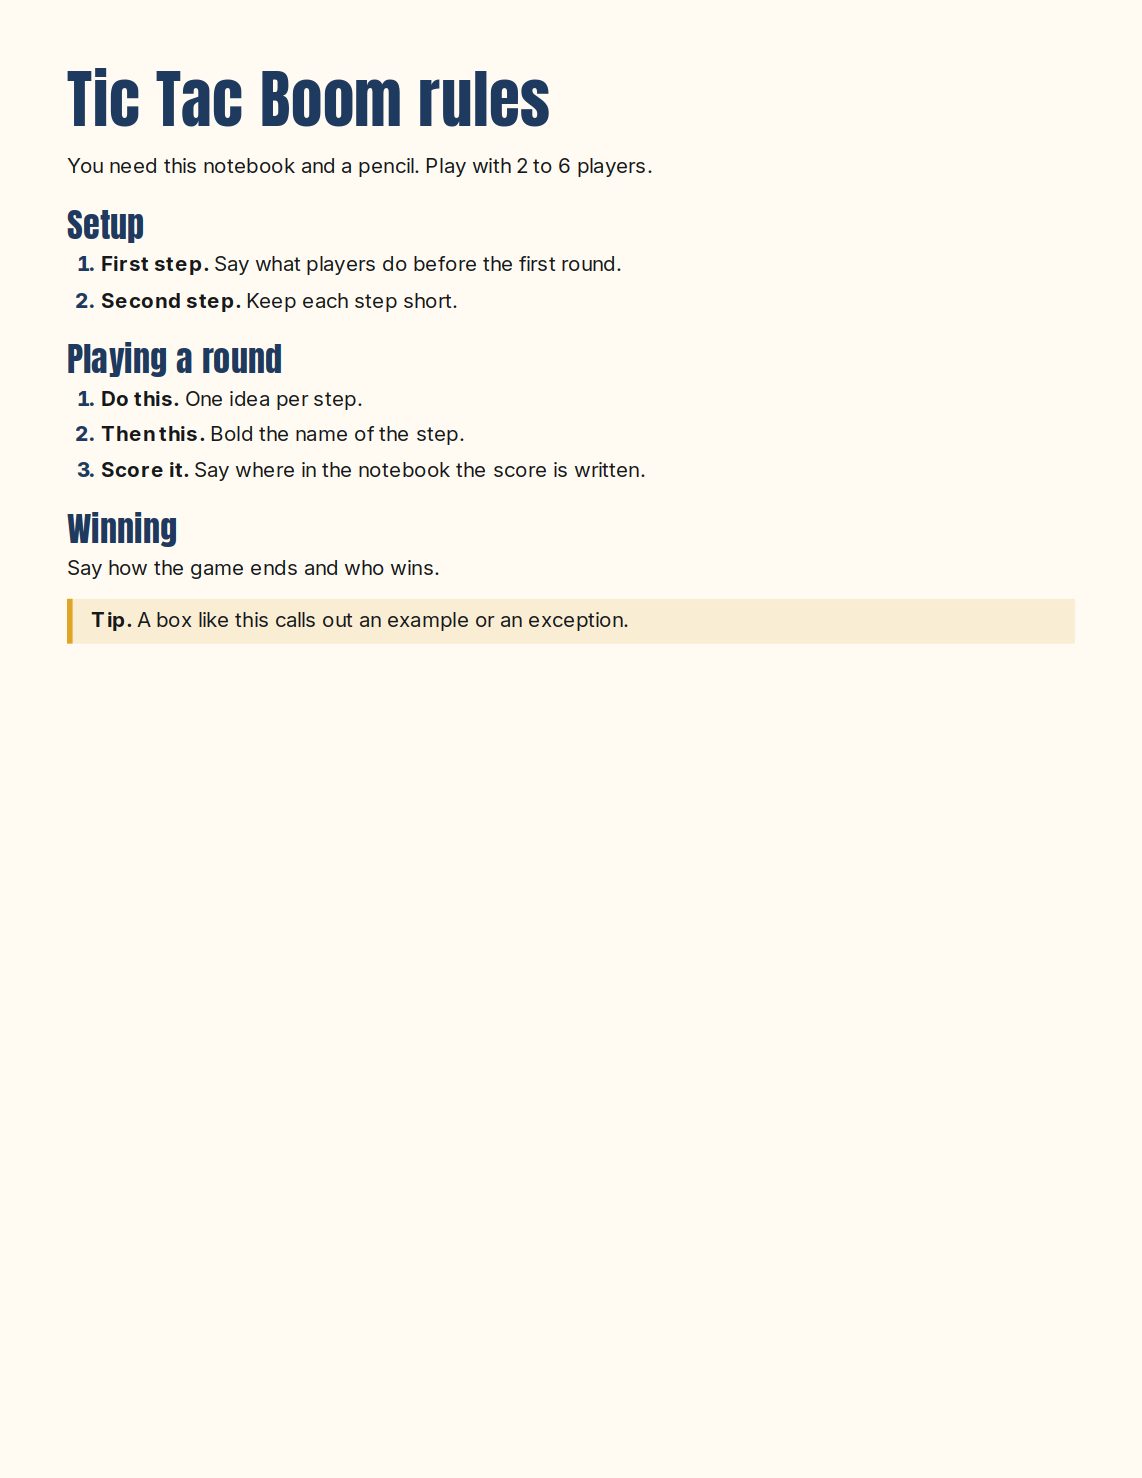 Tic Tac Boom rules
You need this notebook and a pencil. Play with 2 to 6 players.
Setup
1. First step. Say what players do before the first round.
2. Second step. Keep each step short.
Playing a round
1. Do this. One idea per step.
2. Then this. Bold the name of the step.
3. Score it. Say where in the notebook the score is written.
Winning
Say how the game ends and who wins.
Tip. A box like this calls out an example or an exception.